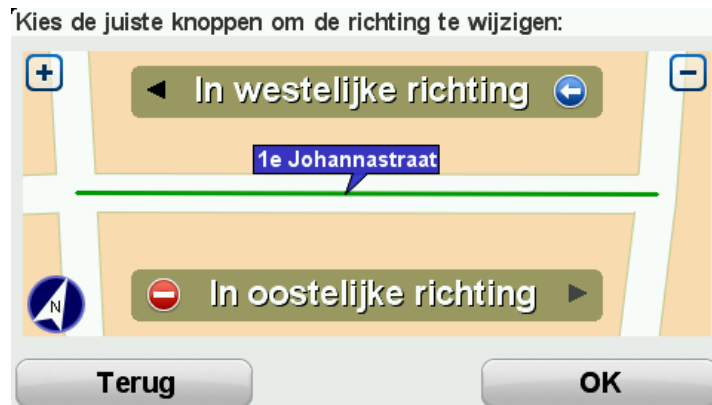 Kies de juiste knoppen om de richting te wijzigen:
+
−
In westelijke richting
1e Johannastraat
N
In oostelijke richting
Terug
OK